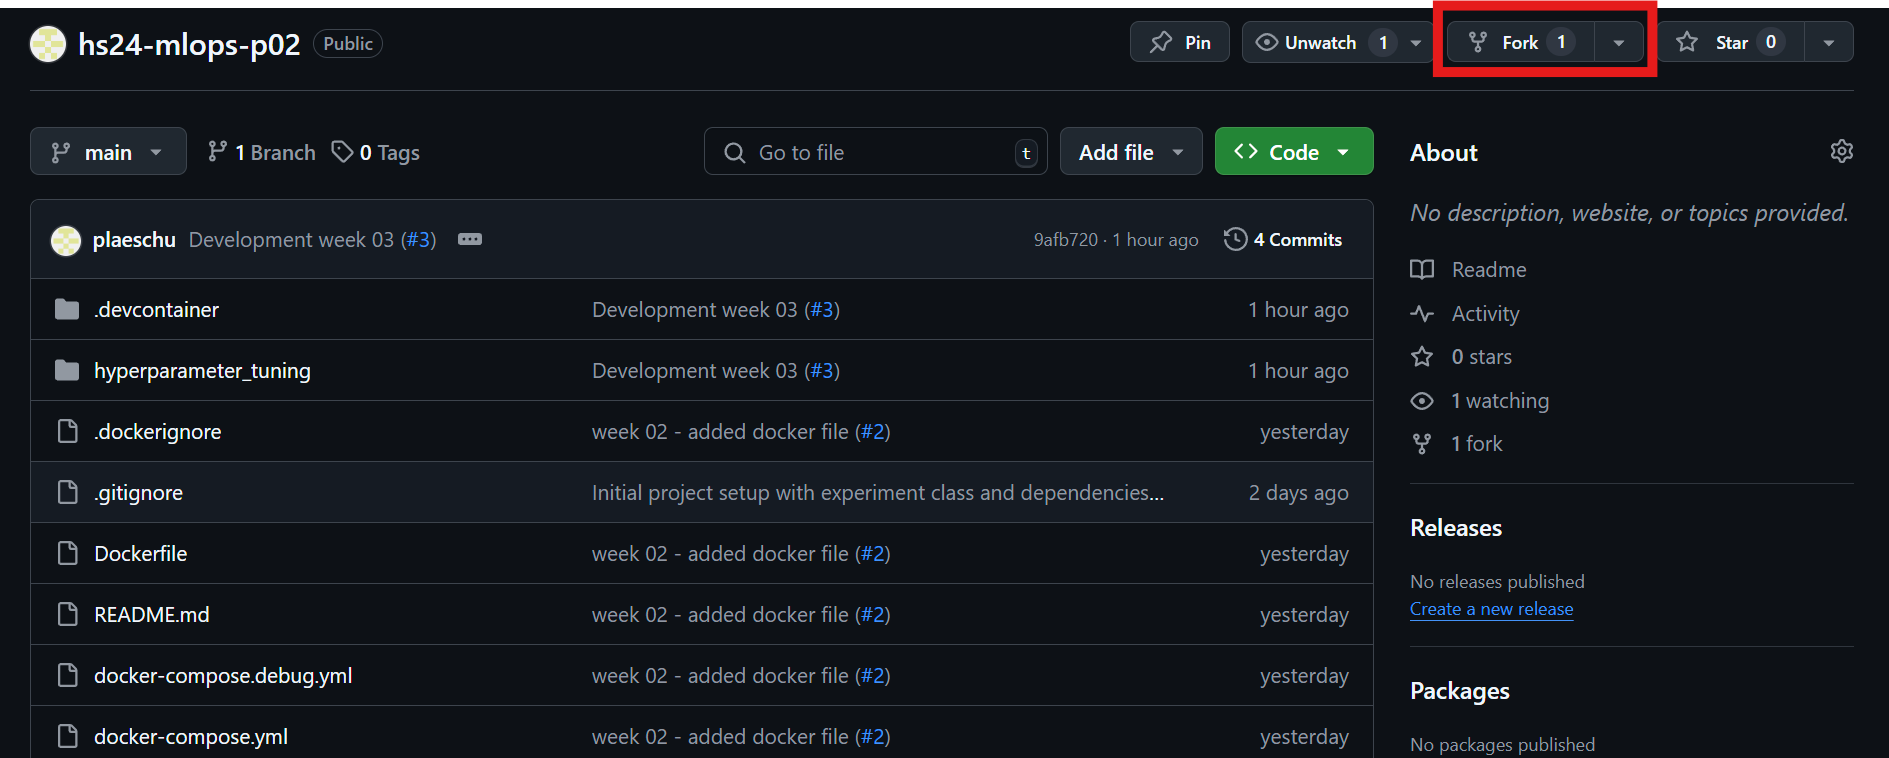 hs24-mlops-p02 Public Pin Unwatch 1 Fork 1 Star 0
main 1 Branch 0 Tags Go to file t Add file Code
plaeschu Development week 03 (#3) 9afb720 · 1 hour ago 4 Commits
.devcontainer Development week 03 (#3) 1 hour ago
hyperparameter_tuning Development week 03 (#3) 1 hour ago
.dockerignore week 02 - added docker file (#2) yesterday
.gitignore Initial project setup with experiment class and dependencies... 2 days ago
Dockerfile week 02 - added docker file (#2) yesterday
README.md week 02 - added docker file (#2) yesterday
docker-compose.debug.yml week 02 - added docker file (#2) yesterday
docker-compose.yml week 02 - added docker file (#2) yesterday
About
No description, website, or topics provided.
Readme
Activity
0 stars
1 watching
1 fork
Releases
No releases published
Create a new release
Packages
No packages published